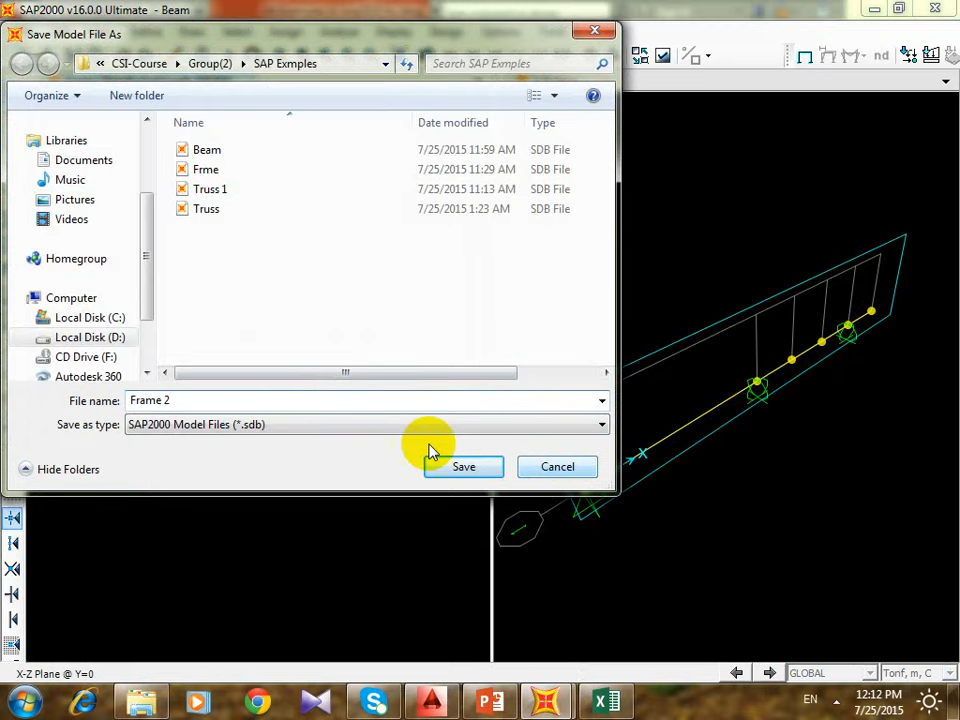 SAP2000 v16.0.0 Ultimate - Beam
Save Model File As
« CSI-Course Group(2) SAP Exmples Search SAP Exmples
Organize New folder
Name Date modified Type
Libraries
Documents
Music
Pictures
Videos
Homegroup
Computer
Local Disk (C:)
Local Disk (D:)
CD Drive (F:)
Autodesk 360
Beam 7/25/2015 11:59 AM SDB File
Frme 7/25/2015 11:29 AM SDB File
Truss 1 7/25/2015 11:13 AM SDB File
Truss 7/25/2015 1:23 AM SDB File
File name: Frame 2
Save as type: SAP2000 Model Files (*.sdb)
Hide Folders Save Cancel
X
X-Z Plane @ Y=0 GLOBAL Tonf, m, C
EN 12:12 PM
7/25/2015